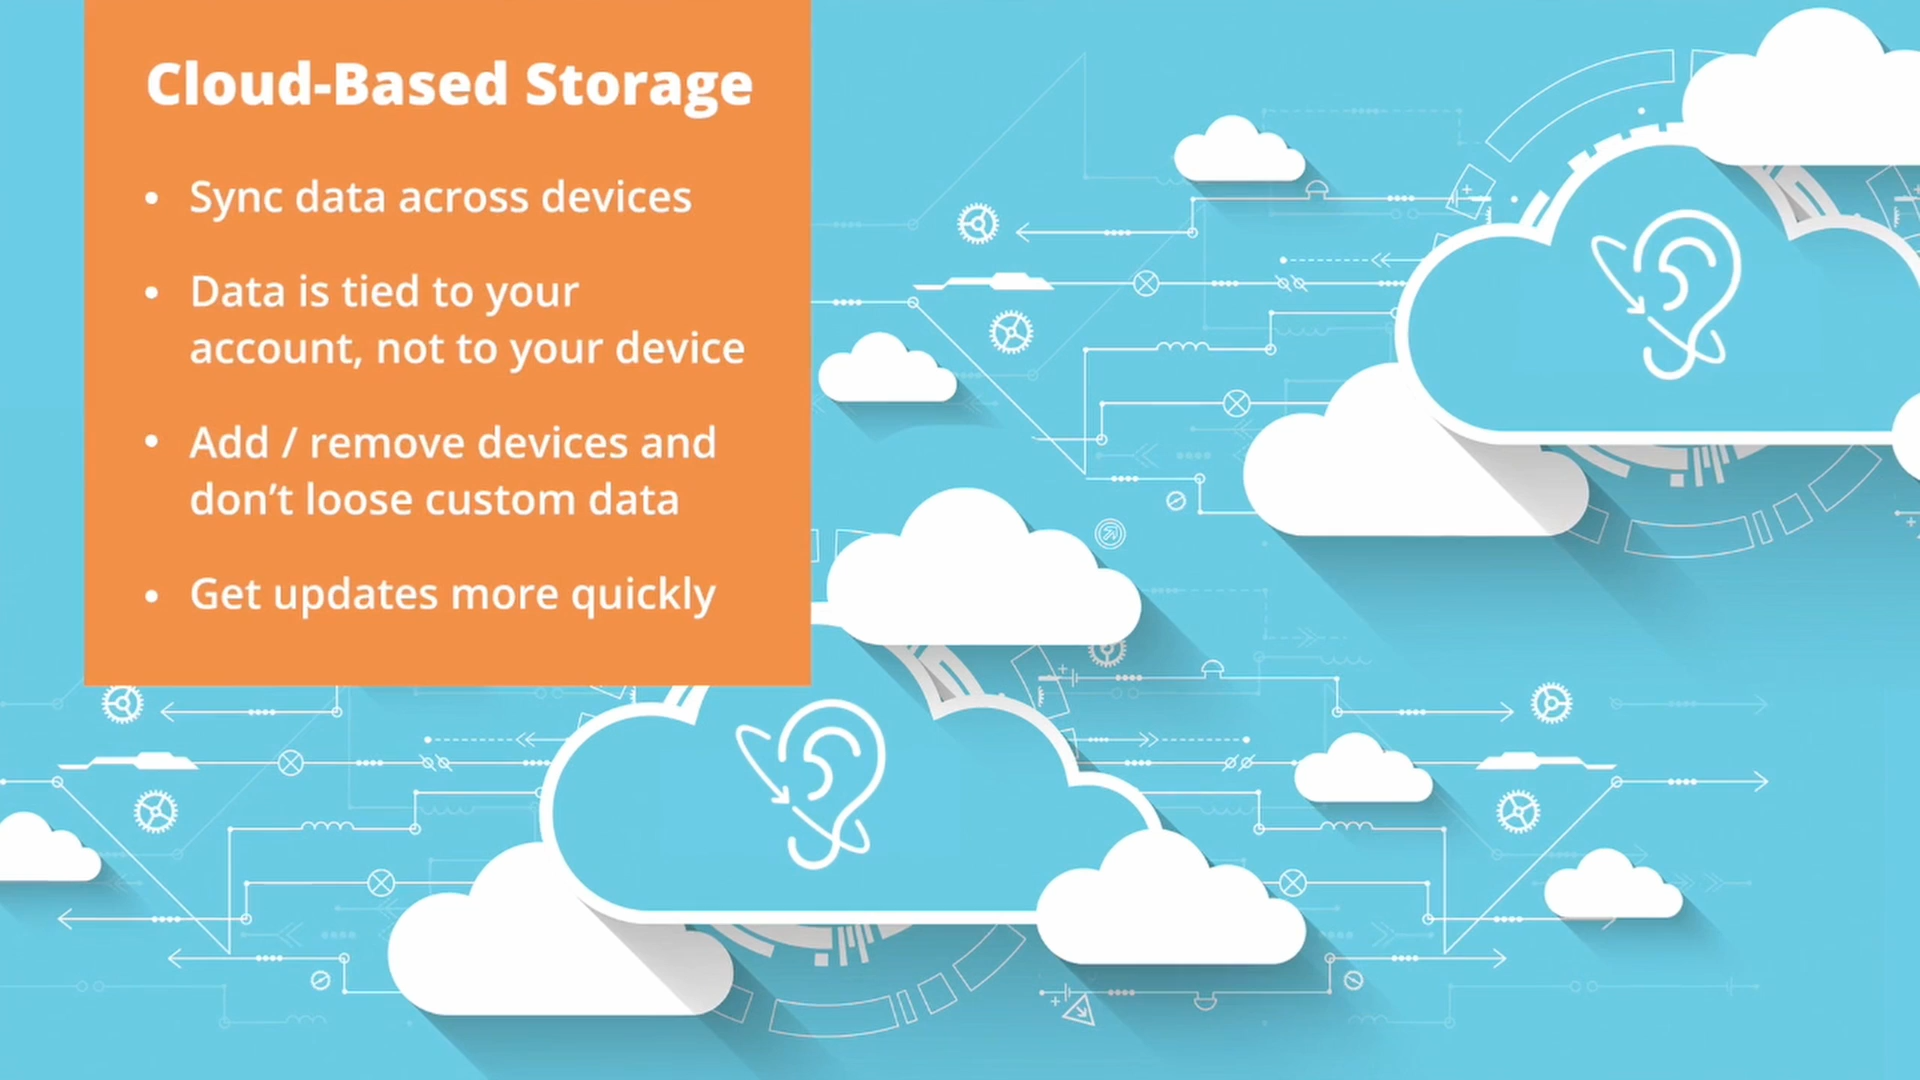 Cloud-Based Storage
• Sync data across devices
• Data is tied to your
account, not to your device
• Add / remove devices and
don’t loose custom data
• Get updates more quickly